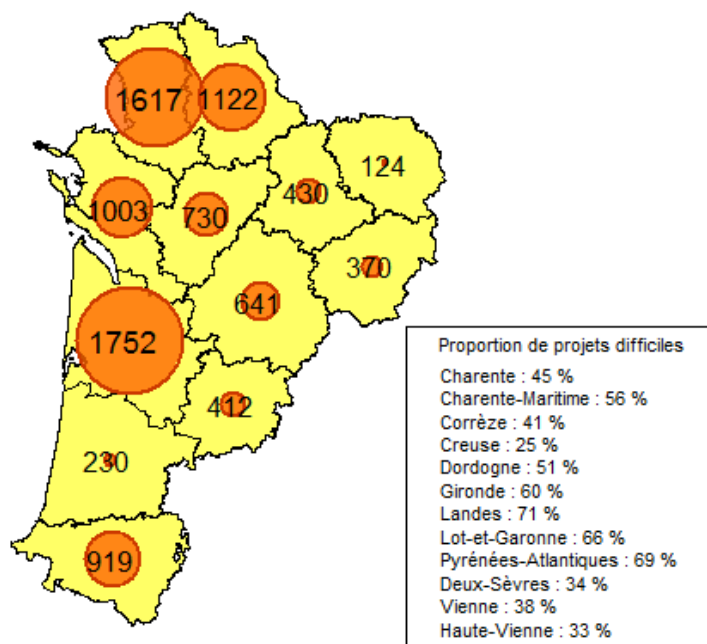 1617
1122
124
430
1003
730
370
641
1752
412
230
919
Proportion de projets difficiles
Charente : 45 %
Charente-Maritime : 56 %
Corrèze : 41 %
Creuse : 25 %
Dordogne : 51 %
Gironde : 60 %
Landes : 71 %
Lot-et-Garonne : 66 %
Pyrénées-Atlantiques : 69 %
Deux-Sèvres : 34 %
Vienne : 38 %
Haute-Vienne : 33 %